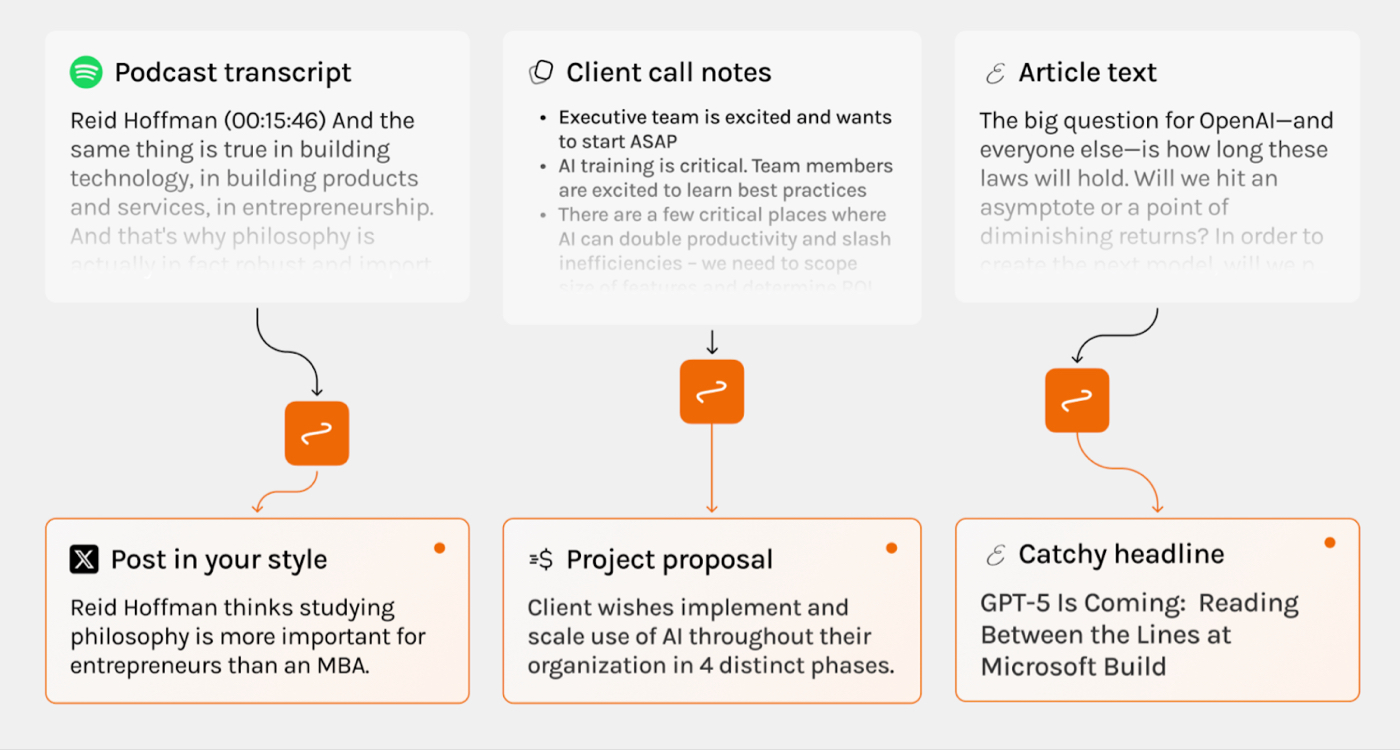 Podcast transcript
Reid Hoffman (00:15:46) And the
same thing is true in building
technology, in building products
and services, in entrepreneurship.
And that's why philosophy is
actually in fact robust and import
Client call notes
• Executive team is excited and wants
to start ASAP
• AI training is critical. Team members
are excited to learn best practices
• There are a few critical places where
AI can double productivity and slash
inefficiencies – we need to scope
size of features and determine ROI
Article text
The big question for OpenAI—and
everyone else—is how long these
laws will hold. Will we hit an
asymptote or a point of
diminishing returns? In order to
create the next model, will we n
Post in your style
Reid Hoffman thinks studying
philosophy is more important for
entrepreneurs than an MBA.
Project proposal
Client wishes implement and
scale use of AI throughout their
organization in 4 distinct phases.
Catchy headline
GPT-5 Is Coming: Reading
Between the Lines at
Microsoft Build